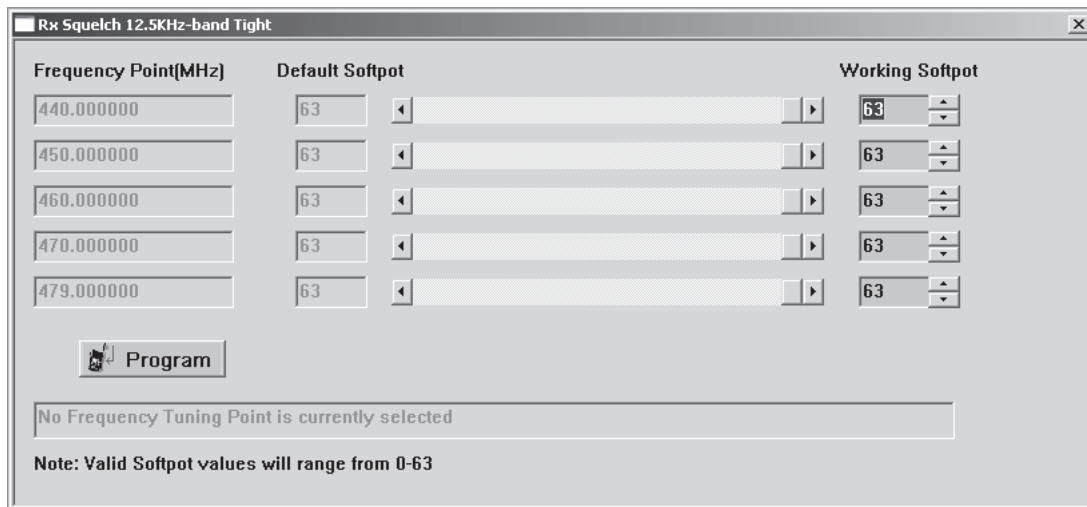 Rx Squelch 12.5KHz-band Tight
Frequency Point(MHz) Default Softpot Working Softpot
440.000000 63 63
450.000000 63 63
460.000000 63 63
470.000000 63 63
479.000000 63 63
Program
No Frequency Tuning Point is currently selected
Note: Valid Softpot values will range from 0-63